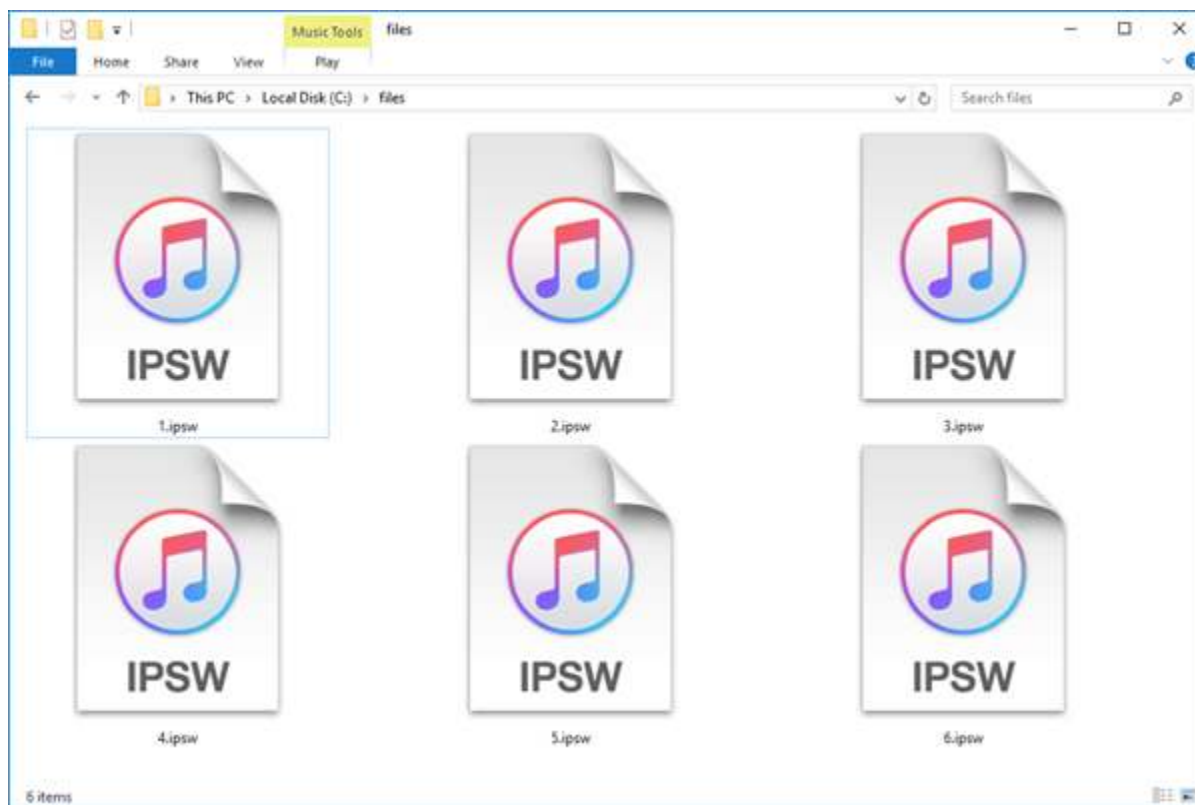 Music Tools files
File Home Share View Play
This PC > Local Disk (C:) > files Search files
IPSW IPSW IPSW
1.ipsw 2.ipsw 3.ipsw
IPSW IPSW IPSW
4.ipsw 5.ipsw 6.ipsw
6 items